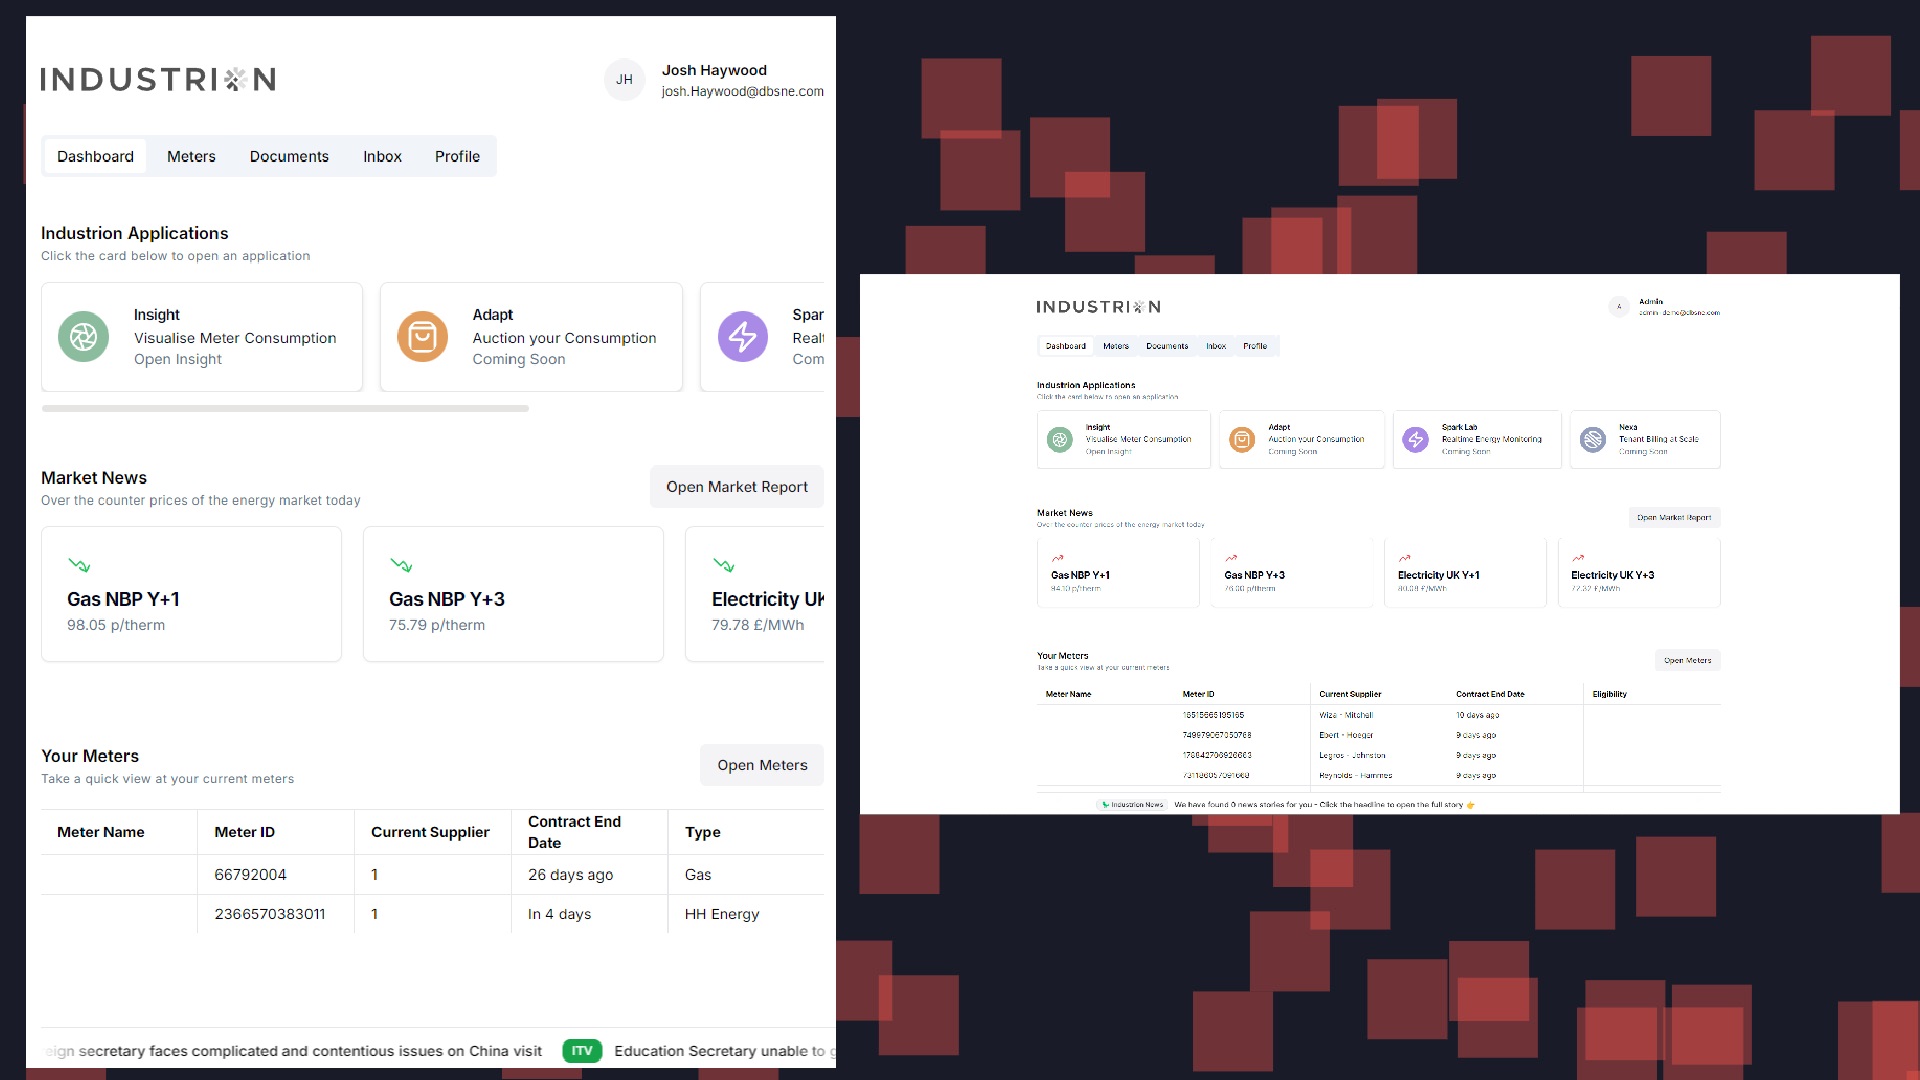 INDUSTRION
JH
Josh Haywood
josh.Haywood@dbsne.com
Dashboard
Meters
Documents
Inbox
Profile
Industrion Applications
Click the card below to open an application
Insight
Visualise Meter Consumption
Open Insight
Adapt
Auction your Consumption
Coming Soon
Spar
Realt
Com
Market News
Over the counter prices of the energy market today
Open Market Report
Gas NBP Y+1
98.05 p/therm
Gas NBP Y+3
75.79 p/therm
Electricity UK
79.78 £/MWh
Your Meters
Take a quick view at your current meters
Open Meters
Meter Name
Meter ID
Current Supplier
Contract End Date
Type
66792004
1
26 days ago
Gas
2366570383011
1
In 4 days
HH Energy
eign secretary faces complicated and contentious issues on China visit
ITV
Education Secretary unable to g
INDUSTRION
A
Admin
admin-demo@dbsne.com
Dashboard
Meters
Documents
Inbox
Profile
Industrion Applications
Click the card below to open an application
Insight
Visualise Meter Consumption
Open Insight
Adapt
Auction your Consumption
Coming Soon
Spark Lab
Realtime Energy Monitoring
Coming Soon
Nexa
Tenant Billing at Scale
Coming Soon
Market News
Over the counter prices of the energy market today
Open Market Report
Gas NBP Y+1
94.10 p/therm
Gas NBP Y+3
76.00 p/therm
Electricity UK Y+1
80.08 £/MWh
Electricity UK Y+3
72.32 £/MWh
Your Meters
Take a quick view at your current meters
Open Meters
Meter Name
Meter ID
Current Supplier
Contract End Date
Eligibility
16515665195165
Wiza - Mitchell
10 days ago
749979067050768
Ebert - Hoeger
9 days ago
178842706926663
Legros - Johnston
9 days ago
731186057091668
Reynolds - Hammes
9 days ago
Industrion News
We have found 0 news stories for you - Click the headline to open the full story 👉